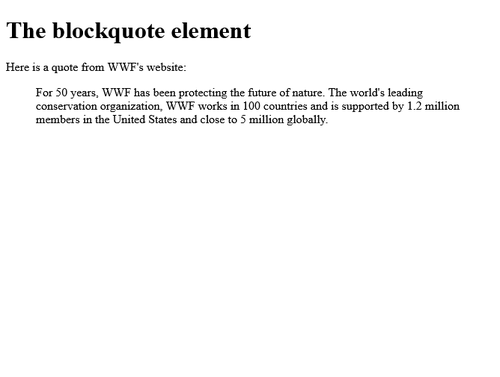 The blockquote element
Here is a quote from WWF's website:
For 50 years, WWF has been protecting the future of nature. The world's leading
conservation organization, WWF works in 100 countries and is supported by 1.2 million
members in the United States and close to 5 million globally.